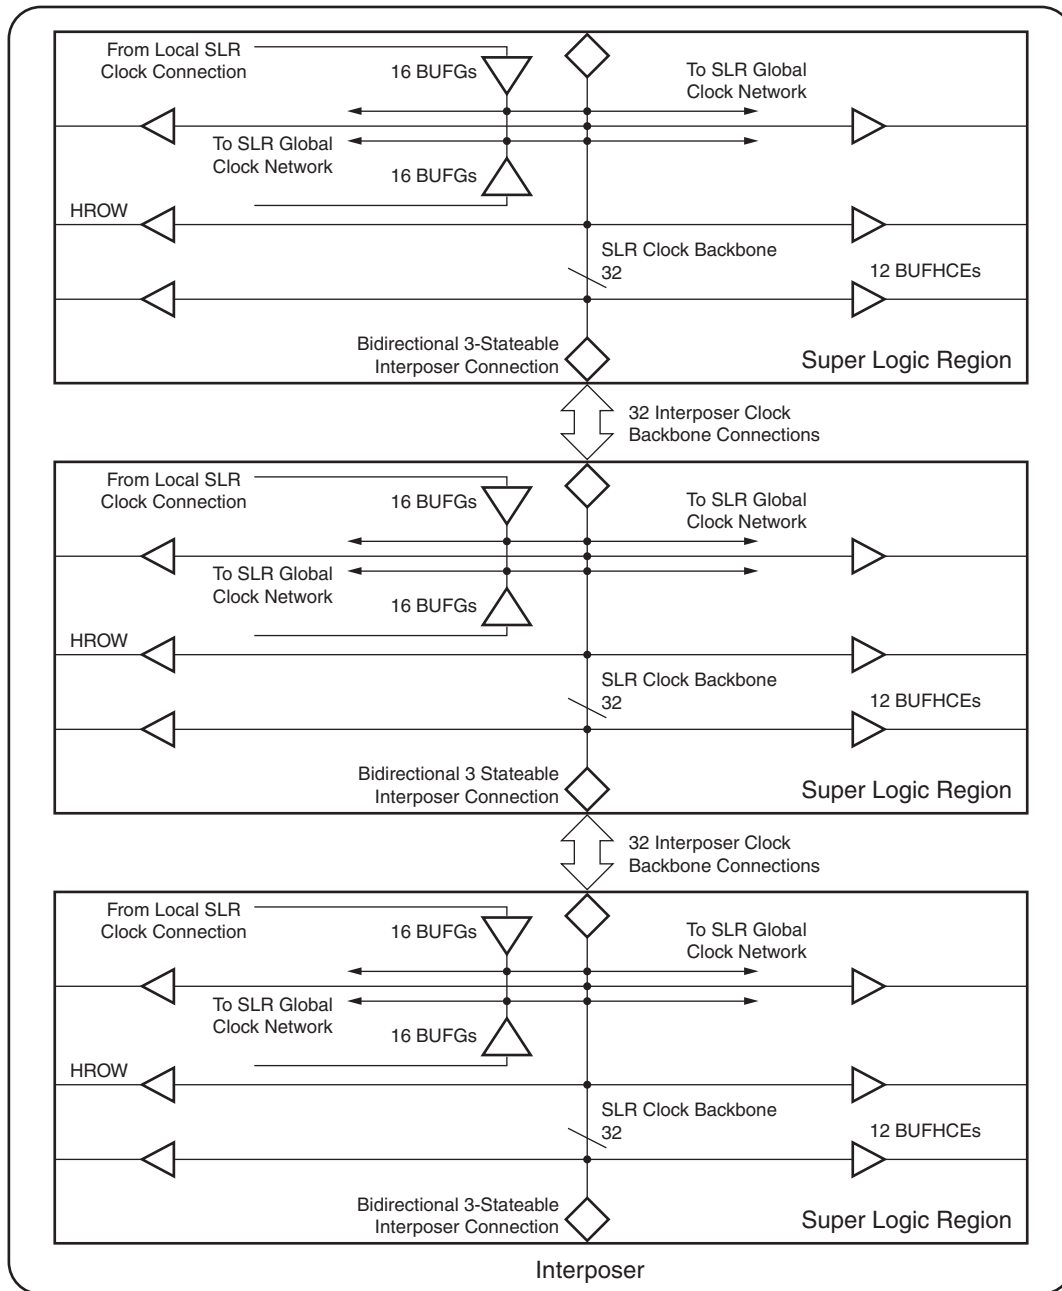 From Local SLR
Clock Connection
16 BUFGs
To SLR Global
Clock Network
To SLR Global
Clock Network
16 BUFGs
HROW
SLR Clock Backbone
32
12 BUFHCEs
Bidirectional 3-Stateable
Interposer Connection
Super Logic Region
32 Interposer Clock
Backbone Connections
From Local SLR
Clock Connection
16 BUFGs
To SLR Global
Clock Network
To SLR Global
Clock Network
16 BUFGs
HROW
SLR Clock Backbone
32
12 BUFHCEs
Bidirectional 3 Stateable
Interposer Connection
Super Logic Region
32 Interposer Clock
Backbone Connections
From Local SLR
Clock Connection
16 BUFGs
To SLR Global
Clock Network
To SLR Global
Clock Network
16 BUFGs
HROW
SLR Clock Backbone
32
12 BUFHCEs
Bidirectional 3-Stateable
Interposer Connection
Super Logic Region
Interposer